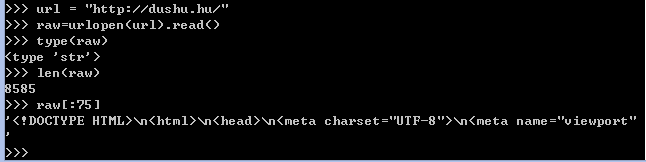 >>> url = "http://dushu.hu/"
>>> raw=urlopen(url).read()
>>> type(raw)
<type 'str'>
>>> len(raw)
8585
>>> raw[:75]
'<!DOCTYPE HTML>\n<html>\n<head>\n<meta charset="UTF-8">\n<meta name="viewport"
'
>>>